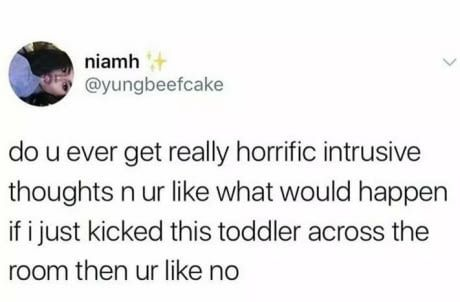 niamh ✨
@yungbeefcake
do u ever get really horrific intrusive
thoughts n ur like what would happen
if i just kicked this toddler across the
room then ur like no